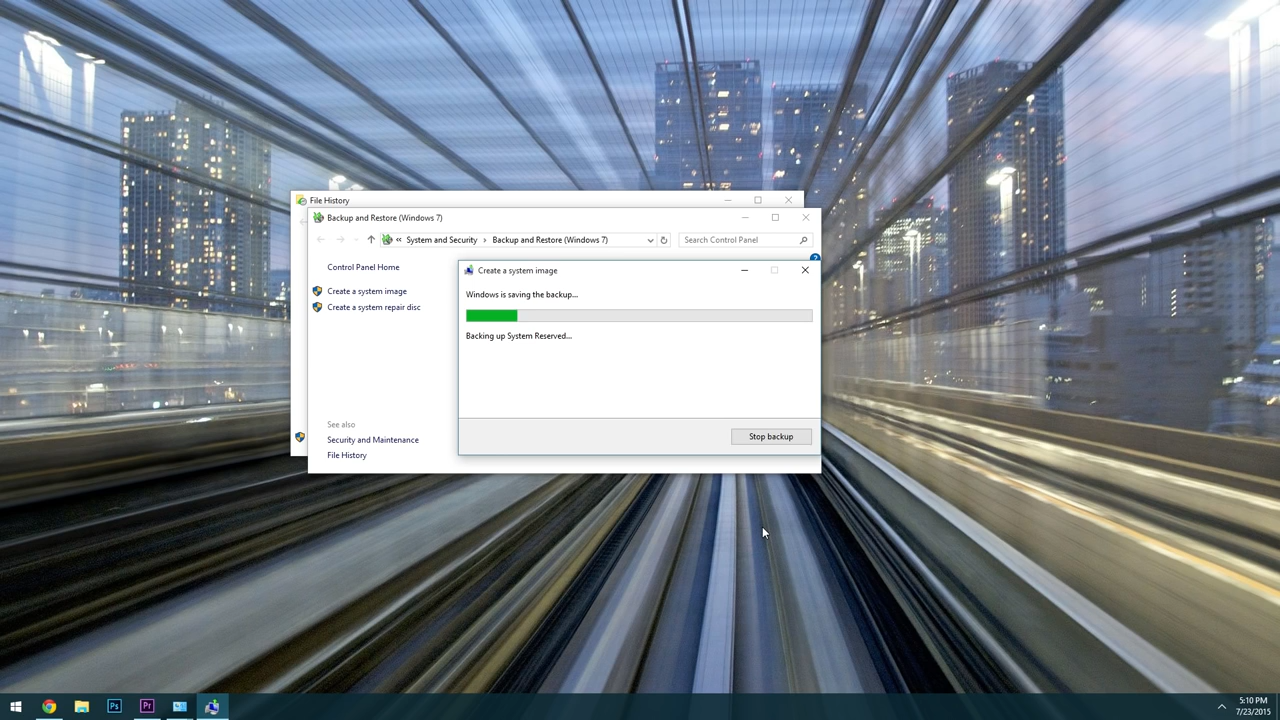 File History
Backup and Restore (Windows 7)
« System and Security › Backup and Restore (Windows 7)
Search Control Panel
Control Panel Home
?
Create a system image
Create a system repair disc
See also
Security and Maintenance
File History
Create a system image
Windows is saving the backup...
Backing up System Reserved...
Stop backup
Ps
Pr
5:10 PM
7/23/2015